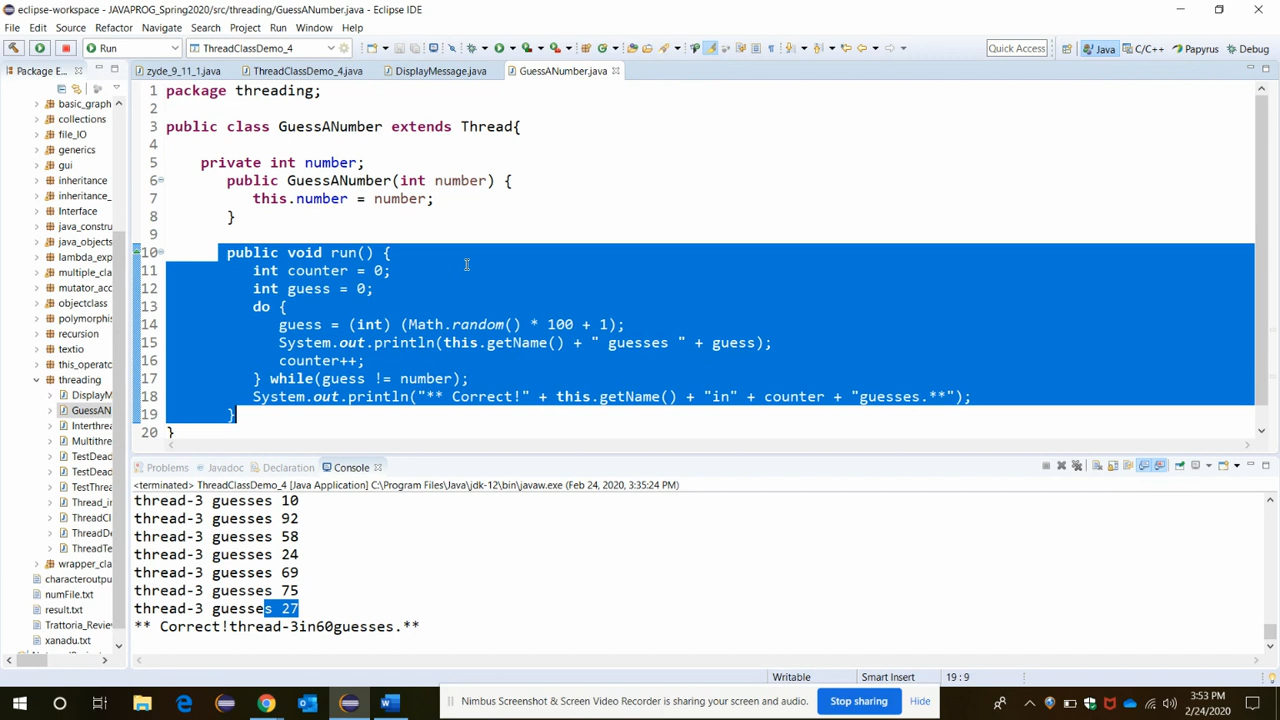 eclipse-workspace - JAVAPROG_Spring2020/src/threading/GuessANumber.java - Eclipse IDE
File Edit Source Refactor Navigate Search Project Run Window Help
Run ThreadClassDemo_4 Quick Access Java C/C++ Papyrus Debug
Package E... zyde_9_11_1.java ThreadClassDemo_4.java DisplayMessage.java GuessANumber.java
basic_graph
collections
file_IO
generics
gui
inheritance
inheritance_
Interface
java_constru
java_objects
lambda_exp
multiple_cla
mutator_acc
objectclass
polymorphis
recursion
textio
this_operato
threading
DisplayM
GuessAN
Interthrea
Multithrea
TestDead
TestDead
TestThrea
Thread_in
ThreadCl
ThreadDe
ThreadTe
wrapper_cla
characteroutp
numFile.txt
result.txt
Trattoria_Review
xanadu.txt
1 package threading;
2
3 public class GuessANumber extends Thread{
4
5 private int number;
6 public GuessANumber(int number) {
7 this.number = number;
8 }
9
10 public void run() {
11 int counter = 0;
12 int guess = 0;
13 do {
14 guess = (int) (Math.random() * 100 + 1);
15 System.out.println(this.getName() + " guesses " + guess);
16 counter++;
17 } while(guess != number);
18 System.out.println("** Correct!" + this.getName() + "in" + counter + "guesses.**");
19 }
20 }
Problems Javadoc Declaration Console
<terminated> ThreadClassDemo_4 [Java Application] C:\Program Files\Java\jdk-12\bin\javaw.exe (Feb 24, 2020, 3:35:24 PM)
thread-3 guesses 10
thread-3 guesses 92
thread-3 guesses 58
thread-3 guesses 24
thread-3 guesses 69
thread-3 guesses 75
thread-3 guesses 27
** Correct!thread-3in60guesses.**
Writable Smart Insert 19 : 9
Nimbus Screenshot & Screen Video Recorder is sharing your screen and audio. Stop sharing Hide
3:53 PM
2/24/2020